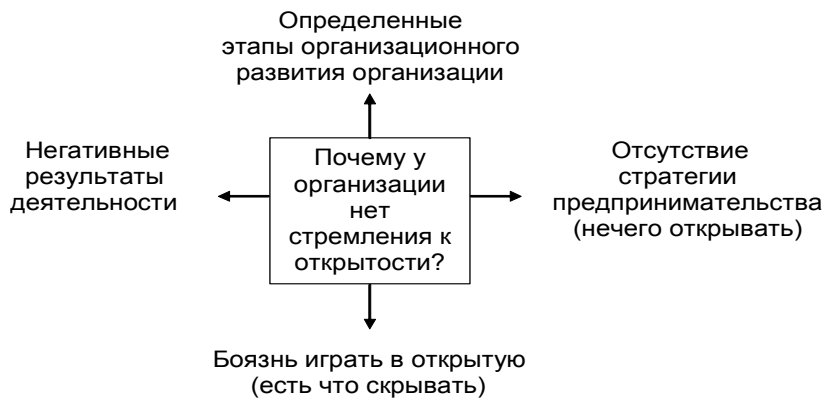 Определенные
этапы организационного
развития организации
Негативные
результаты
деятельности
Почему у
организации
нет
стремления к
открытости?
Отсутствие
стратегии
предпринимательства
(нечего открывать)
Боязнь играть в открытую
(есть что скрывать)